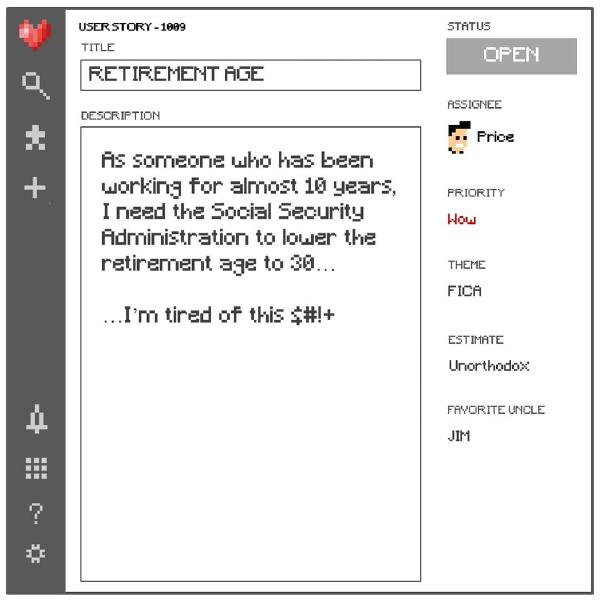 USER STORY - 1009
TITLE
RETIREMENT AGE
DESCRIPTION
As someone who has been
working for almost 10 years,
I need the Social Security
Administration to lower the
retirement age to 30...
...I'm tired of this $#!+
STATUS
OPEN
ASSIGNEE
Price
PRIORITY
Wow
THEME
FICA
ESTIMATE
Unorthodox
FAVORITE UNCLE
JIM
?